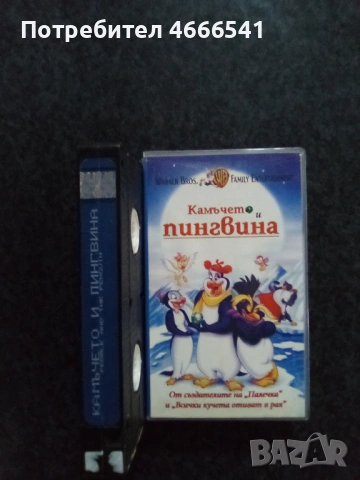 Потребител 4666541
WARNER BROS. FAMILY ENTERTAINMENT
Камъчето и
пингвина
От създателите на „Палечка"
и „Всички кучета отиват в рая"
КАМЪЧЕТО И ПИНГВИНА
BAZAR